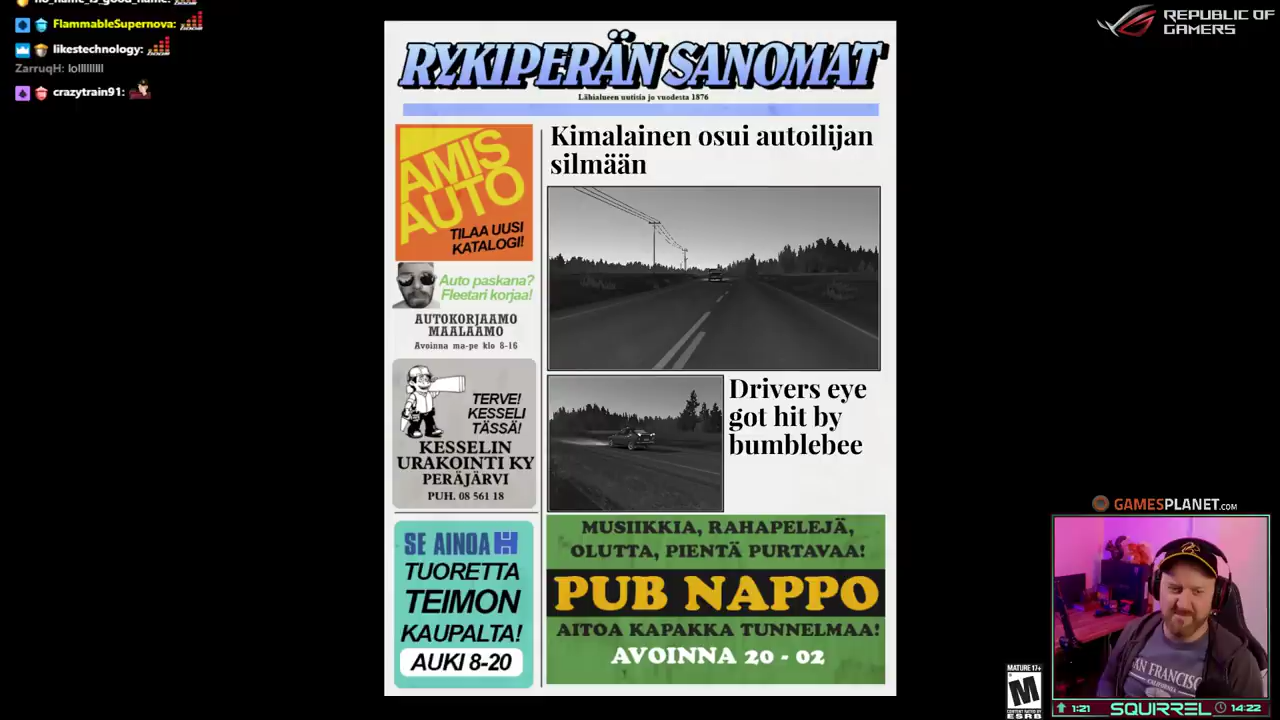 no_name_is_good_name:
FlammableSupernova:
likestechnology:
ZarruqH: lolllllllll
crazytrain91:
REPUBLIC OF
GAMERS
RYKIPERÄN SANOMAT
Lähialueen uutisia jo vuodesta 1876
AMIS
AUTO
TILAA UUSI
KATALOGI!
Auto paskana?
Fleetari korjaa!
AUTOKORJAAMO
MAALAAMO
Avoinna ma-pe klo 8-16
TERVE!
KESSELI
TÄSSÄ!
KESSELIN
URAKOINTI KY
PERÄJÄRVI
PUH. 08 561 18
SE AINOA
TUORETTA
TEIMON
KAUPALTA!
AUKI 8-20
Kimalainen osui autoilijan
silmään
Drivers eye
got hit by
bumblebee
MUSIIKKIA, RAHAPELEJÄ,
OLUTTA, PIENTÄ PURTAVAA!
PUB NAPPO
AITOA KAPAKKA TUNNELMAA!
AVOINNA 20 - 02
GAMESPLANET.COM
SAN FRANCISC
CALIFORNIA
MATURE 17+
M
ESRB
1:21
SQUIRREL
14:22